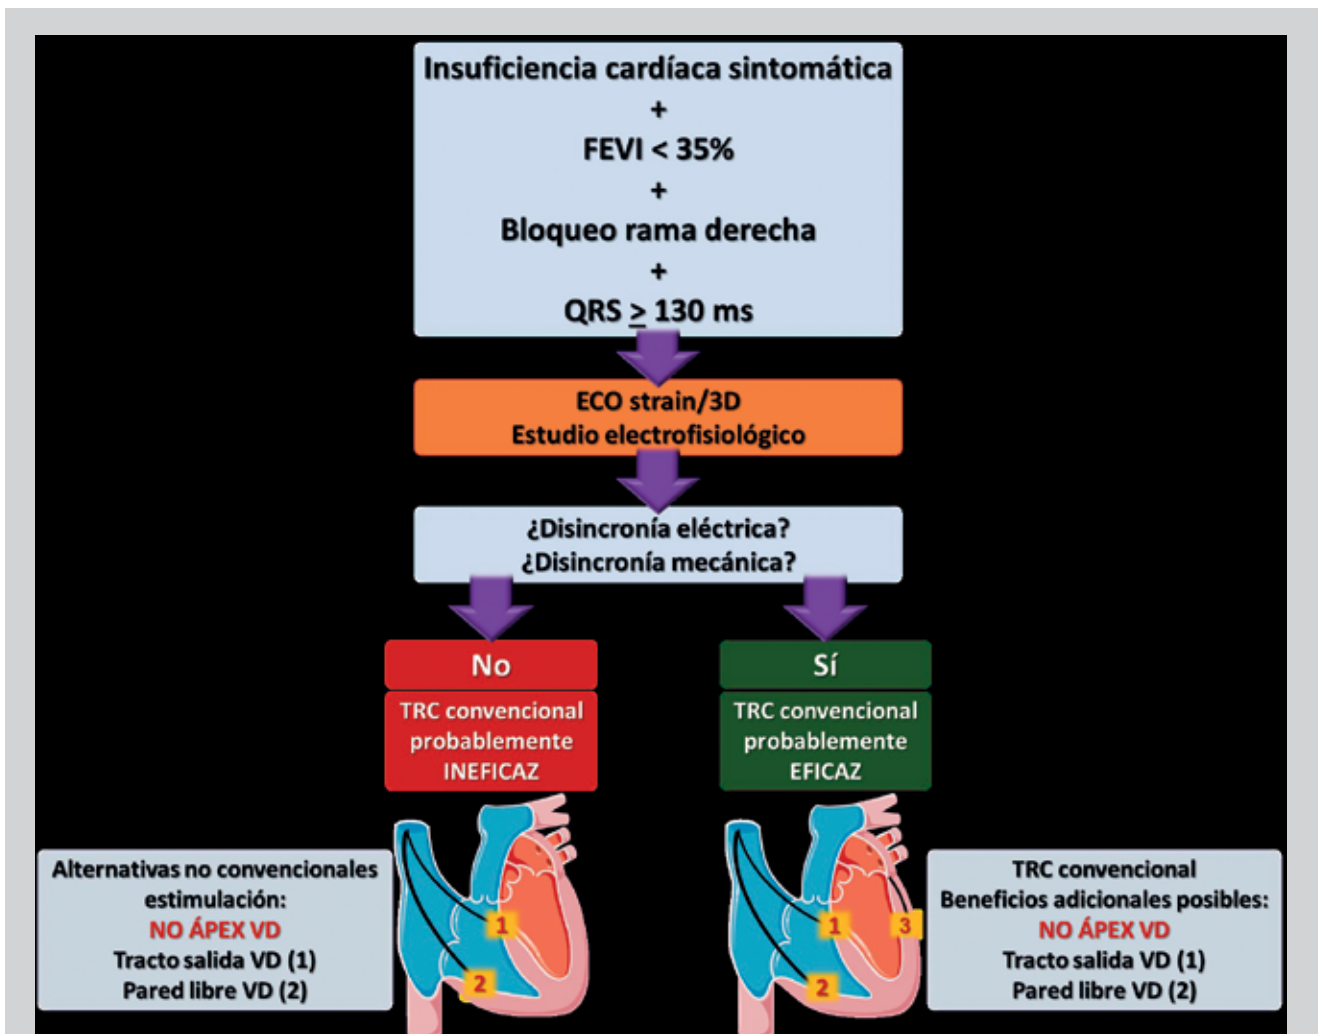 Insuficiencia cardíaca sintomática
+
FEVI < 35%
+
Bloqueo rama derecha
+
QRS ≥ 130 ms
ECO strain/3D
Estudio electrofisiológico
¿Disincronía eléctrica?
¿Disincronía mecánica?
No
TRC convencional
probablemente
INEFICAZ
Sí
TRC convencional
probablemente
EFICAZ
Alternativas no convencionales
estimulación:
NO ÁPEX VD
Tracto salida VD (1)
Pared libre VD (2)
1
2
1
2
3
TRC convencional
Beneficios adicionales posibles:
NO ÁPEX VD
Tracto salida VD (1)
Pared libre VD (2)